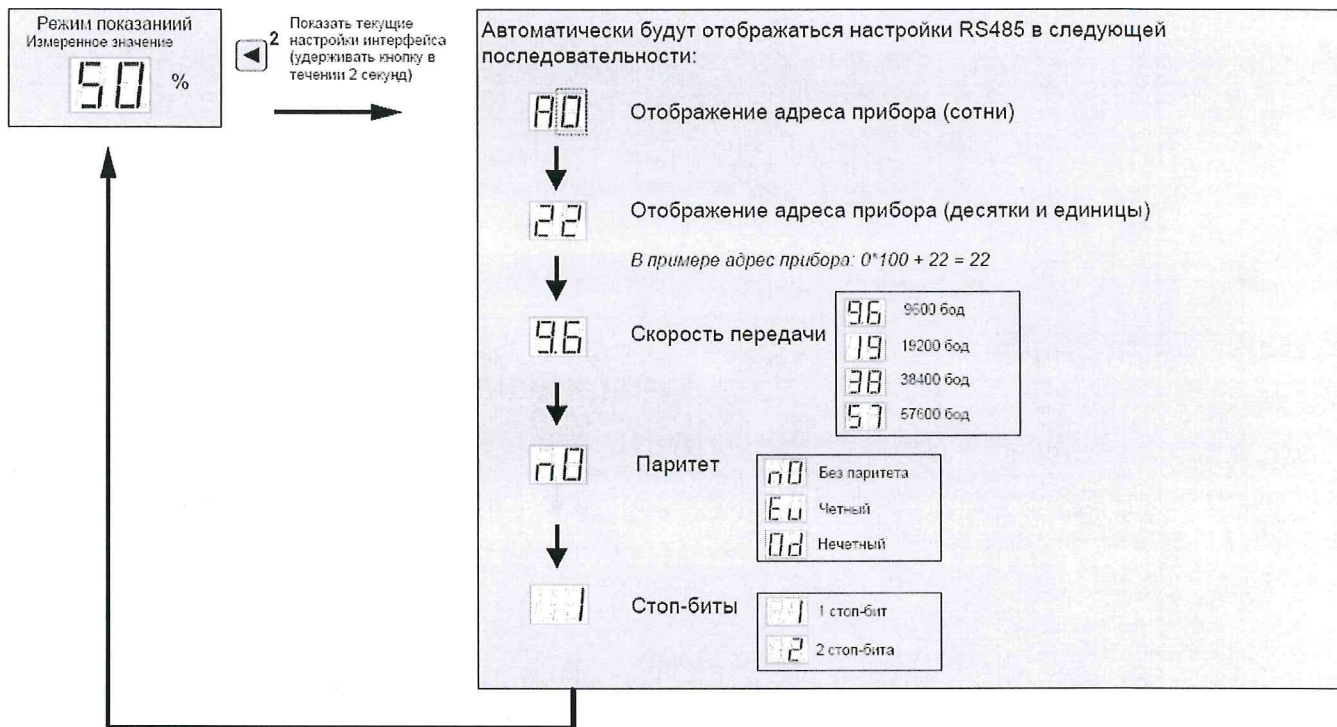 Режим показаниий
Измеренное значение
50 %
2
Показать текущие
настройки интерфейса
(удерживать кнопку в
течении 2 секунд)
Автоматически будут отображаться настройки RS485 в следующей
последовательности:
A0 Отображение адреса прибора (сотни)
22 Отображение адреса прибора (десятки и единицы)
В примере адрес прибора: 0*100 + 22 = 22
9.6 Скорость передачи
9.6 9600 бод
19 19200 бод
38 38400 бод
57 57600 бод
n0 Паритет
n0 Без паритета
Eu Четный
0d Нечетный
1 Стоп-биты
1 1 стоп-бит
2 2 стоп-бита